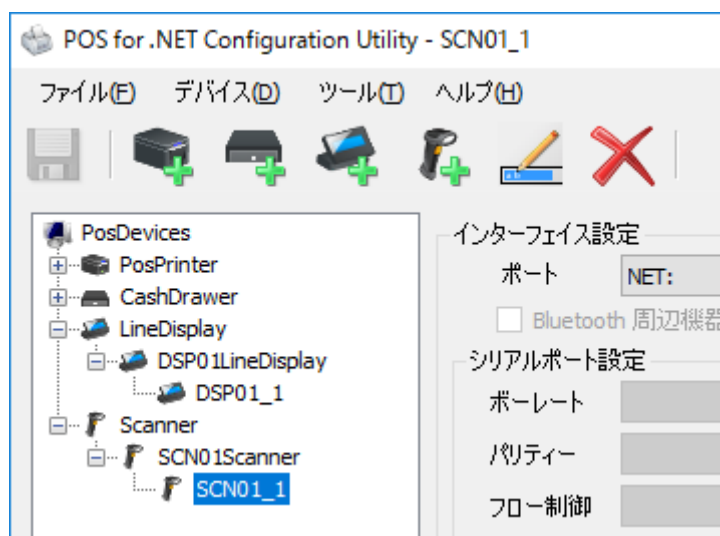 POS for .NET Configuration Utility - SCN01_1
ファイル(F) デバイス(D) ツール(T) ヘルプ(H)
PosDevices
PosPrinter
CashDrawer
LineDisplay
DSP01LineDisplay
DSP01_1
Scanner
SCN01Scanner
SCN01_1
インターフェイス設定
ポート NET:
Bluetooth 周辺機器
シリアルポート設定
ボーレート
パリティー
フロー制御